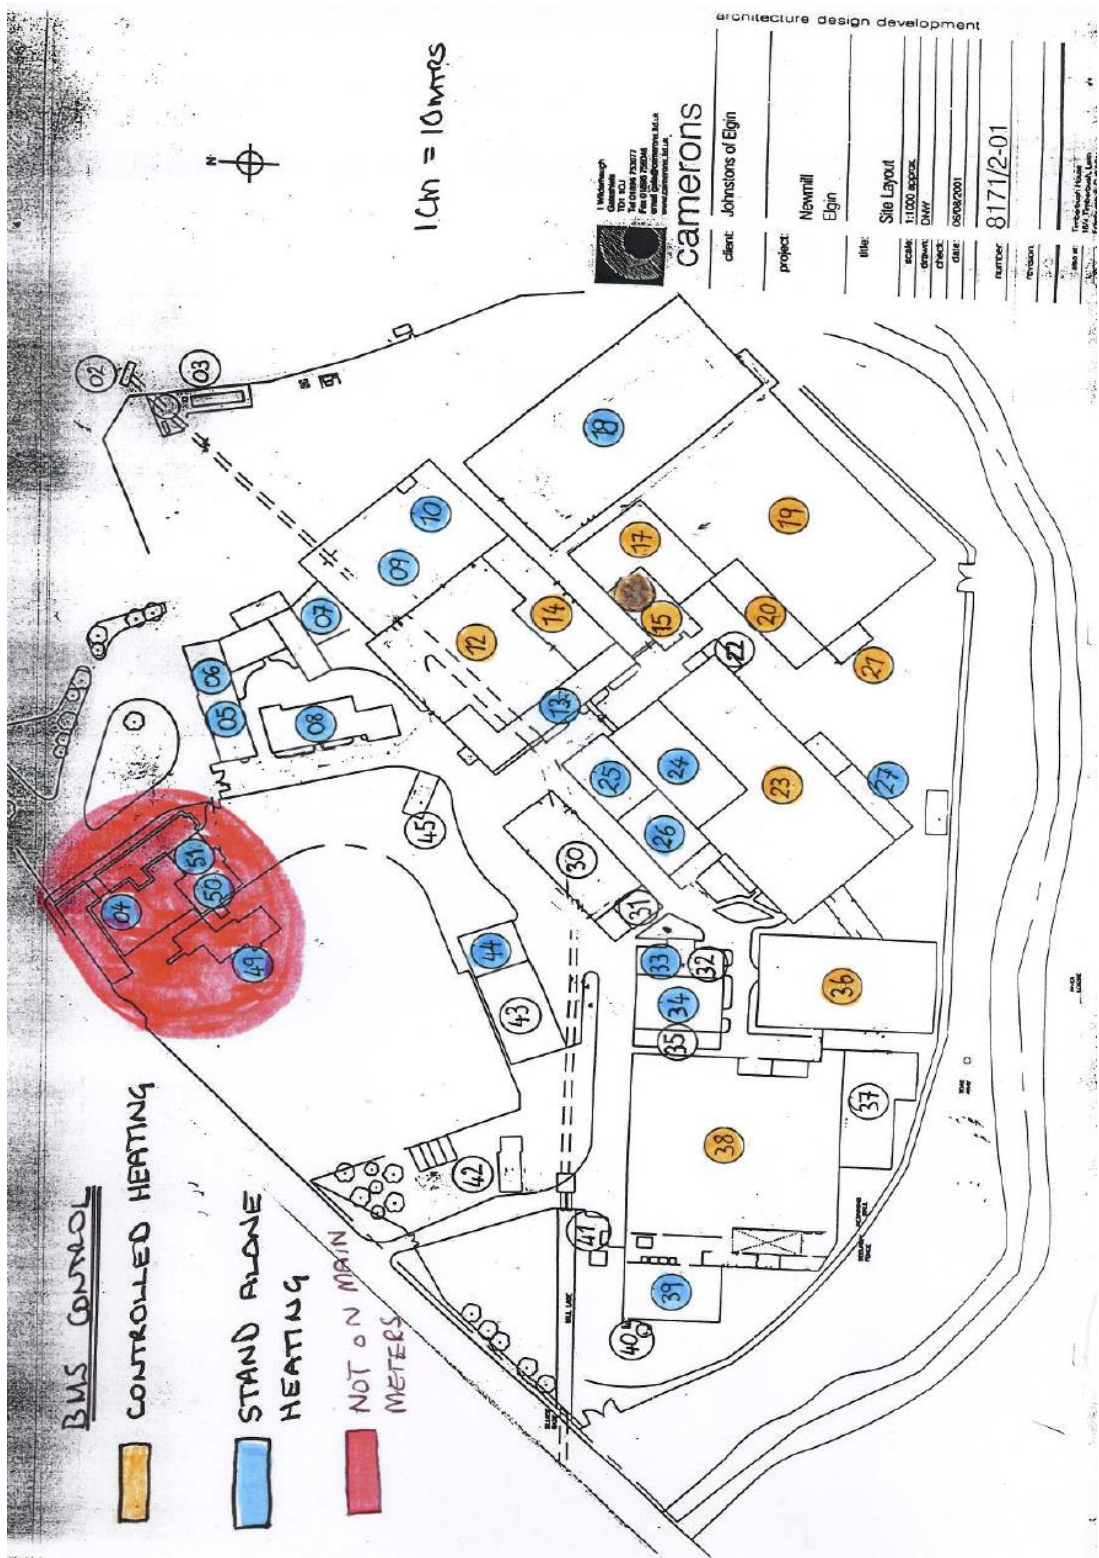 BMS CONTROL
CONTROLLED HEATING
STAND ALONE
HEATING
NOT ON MAIN
METERS
1CM = 10MTRS
N
architecture design development
camerons
client: Johnstons of Elgin
project: Newmill
Elgin
title: Site Layout
scale: 1:1000 approx.
drawn: DNW
check:
date: 06/08/2001
number: 8171/2-01
revision:
02
03
04
05
06
07
08
09
10
12
13
14
15
17
18
19
20
21
22
23
24
25
26
27
30
31
32
33
34
35
36
37
38
39
40
41
42
43
44
45
49
50
51
MILL LADE